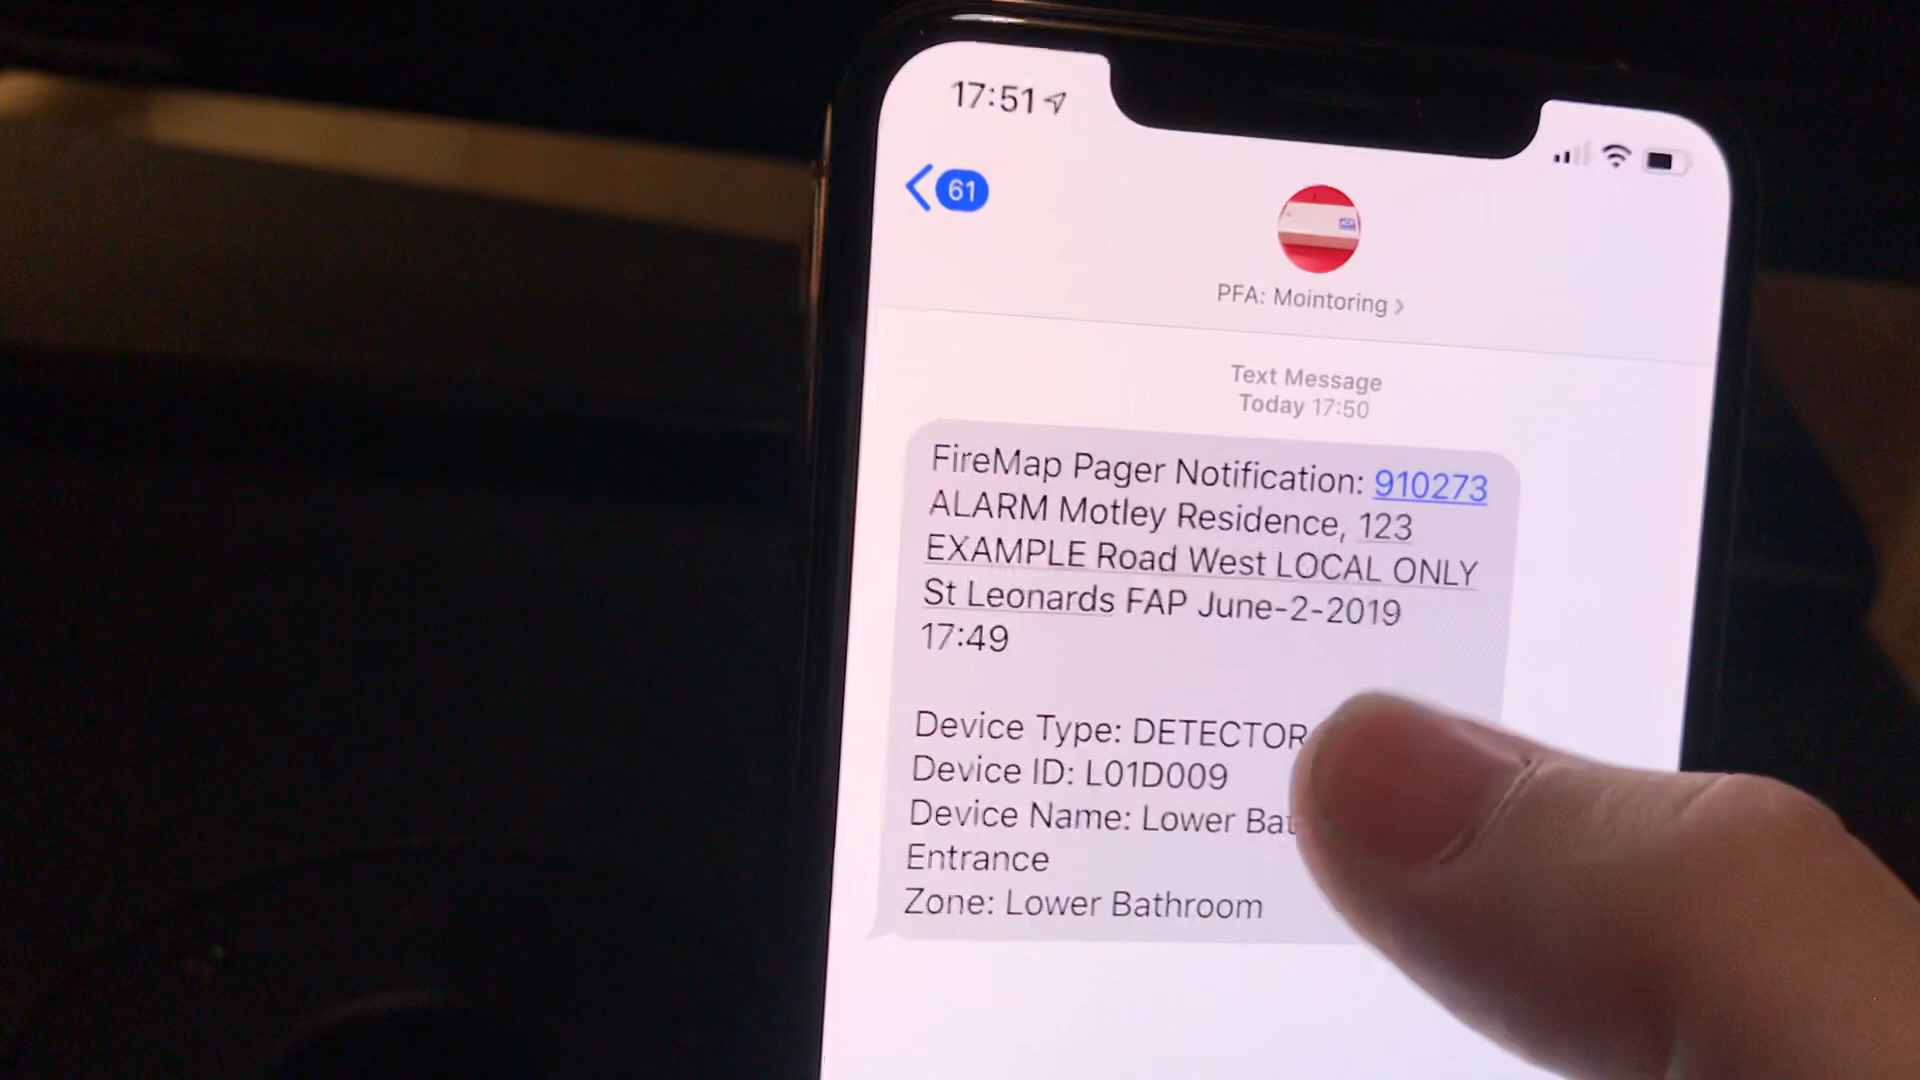 17:51
61
PFA: Mointoring
Text Message
Today 17:50
FireMap Pager Notification: 910273
ALARM Motley Residence, 123
EXAMPLE Road West LOCAL ONLY
St Leonards FAP June-2-2019
17:49
Device Type: DETECTOR
Device ID: L01D009
Device Name: Lower
Entrance
Zone: Lower Bathroom